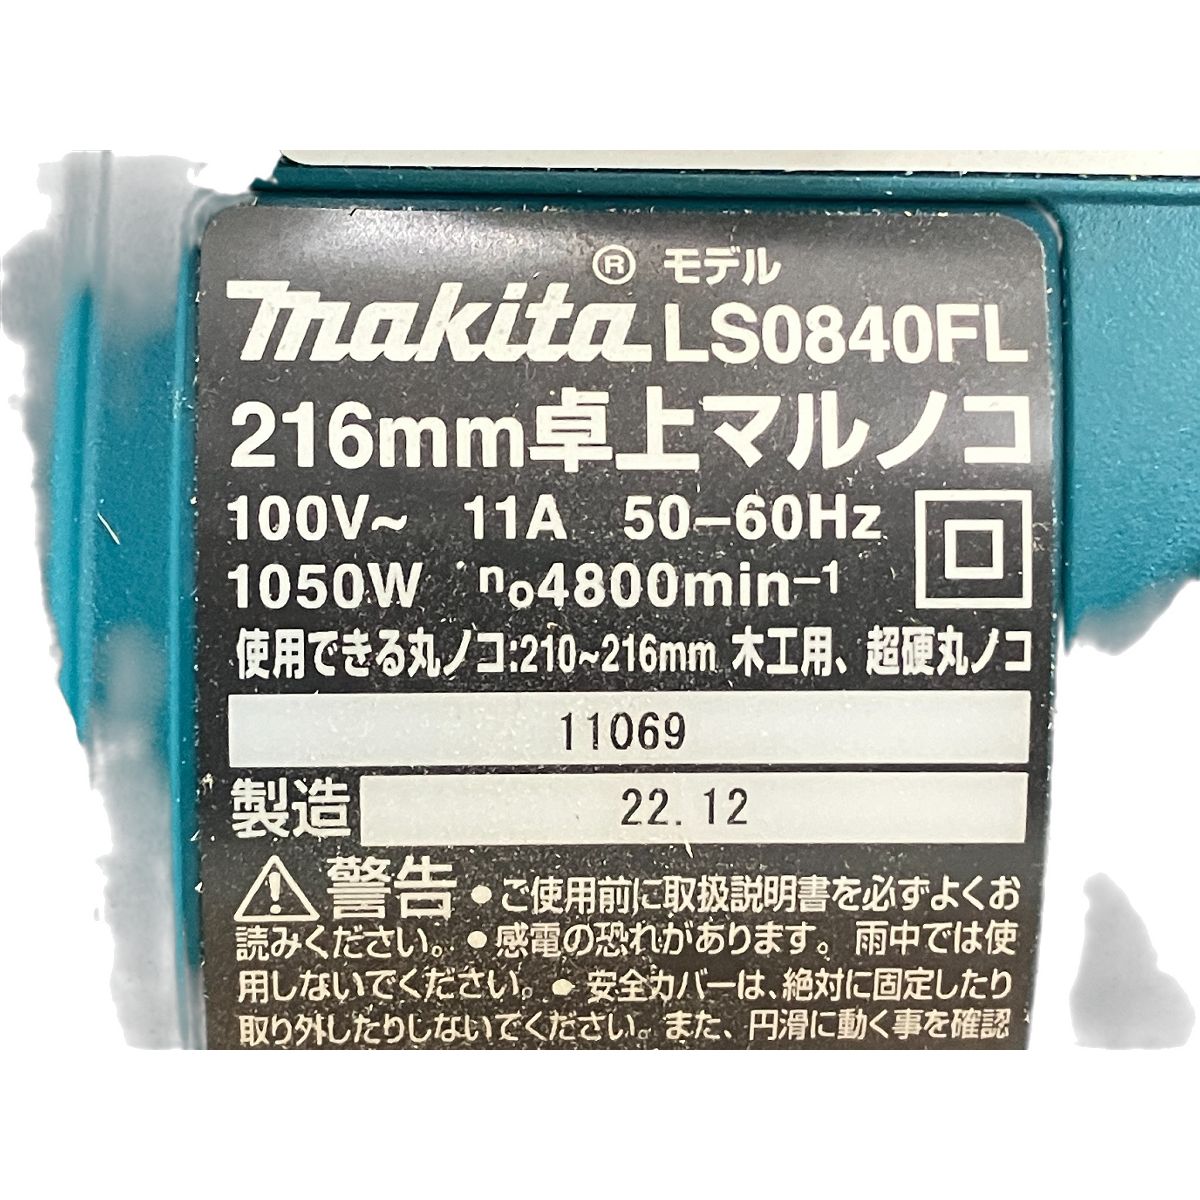 ® モデル
makita LS0840FL
216mm卓上マルノコ
100V~ 11A 50-60Hz
1050W no4800min-1
使用できる丸ノコ:210~216mm 木工用、超硬丸ノコ
11069
製造 22.12
警告 ●ご使用前に取扱説明書を必ずよくお
読みください。●感電の恐れがあります。雨中では使
用しないでください。●安全カバーは、絶対に固定したり
取り外したりしないでください。また、円滑に動く事を確認